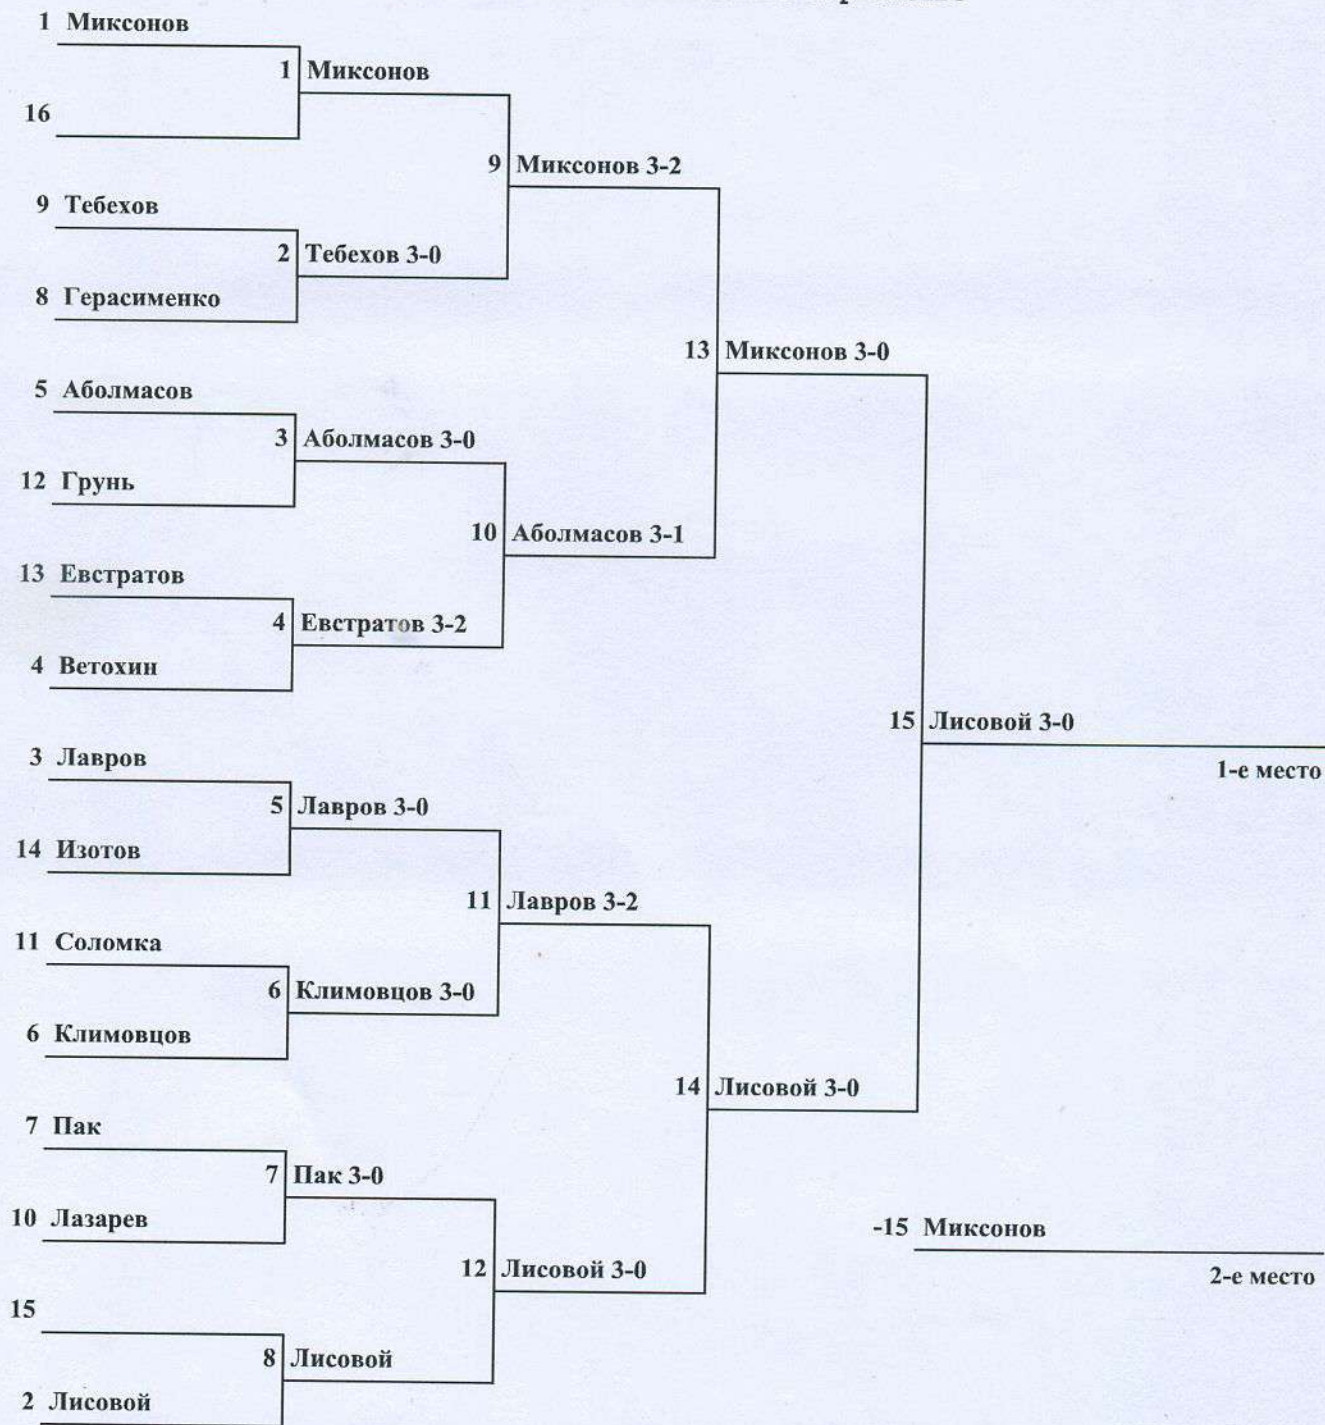 1 Миксонов
1 Миксонов
16
9 Миксонов 3-2
9 Тебехов
2 Тебехов 3-0
8 Герасименко
13 Миксонов 3-0
5 Аболмасов
3 Аболмасов 3-0
12 Грунь
10 Аболмасов 3-1
13 Евстратов
4 Евстратов 3-2
4 Ветохин
15 Лисовой 3-0
3 Лавров
1-е место
5 Лавров 3-0
14 Изотов
11 Лавров 3-2
11 Соломка
6 Климовцов 3-0
6 Климовцов
14 Лисовой 3-0
7 Пак
7 Пак 3-0
10 Лазарев
-15 Миксонов
12 Лисовой 3-0
2-е место
15
8 Лисовой
2 Лисовой